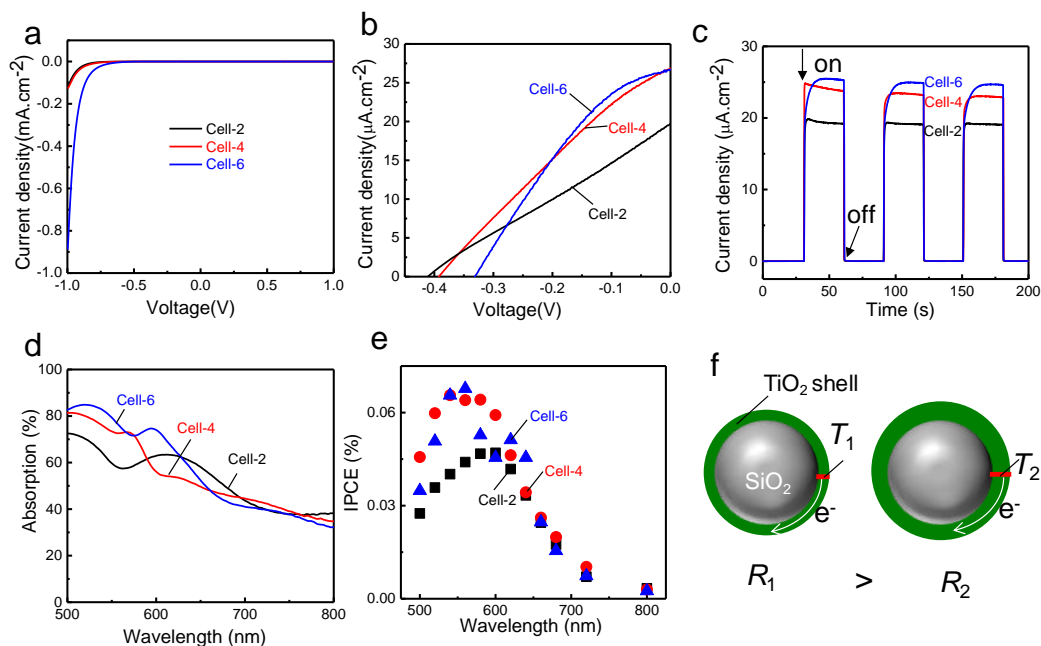 a
Current density(mA.cm-2)
0.0
-0.2
-0.4
-0.6
-0.8
-1.0
Cell-2
Cell-4
Cell-6
-1.0 -0.5 0.0 0.5 1.0
Voltage(V)
b
Current density(μA.cm-2)
30
25
20
15
10
5
0
Cell-6
Cell-4
Cell-2
-0.4 -0.3 -0.2 -0.1 0.0
Voltage(V)
c
Current density (μA.cm-2)
30
25
20
15
10
5
0
on
Cell-6
Cell-4
Cell-2
off
0 50 100 150 200
Time (s)
d
Absorption (%)
100
80
60
40
20
0
Cell-6
Cell-4
Cell-2
500 600 700 800
Wavelength (nm)
e
IPCE (%)
0.06
0.03
0.00
Cell-6
Cell-4
Cell-2
500 600 700 800
Wavelength (nm)
f
TiO2 shell
T1
T2
SiO2
e-
e-
R1 > R2